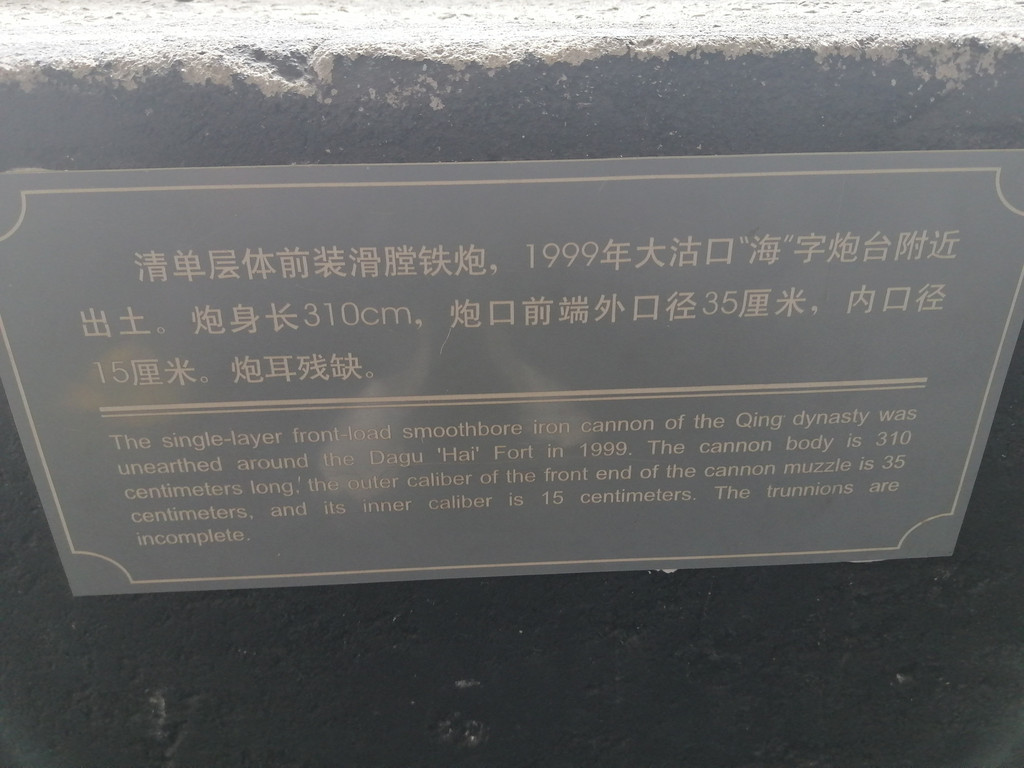 清单层体前装滑膛铁炮，1999年大沽口“海”字炮台附近
出土。炮身长310cm，炮口前端外口径35厘米，内口径
15厘米。炮耳残缺。
The single-layer front-load smoothbore iron cannon of the Qing dynasty was
unearthed around the Dagu 'Hai' Fort in 1999. The cannon body is 310
centimeters long, the outer caliber of the front end of the cannon muzzle is 35
centimeters, and its inner caliber is 15 centimeters. The trunnions are
incomplete.